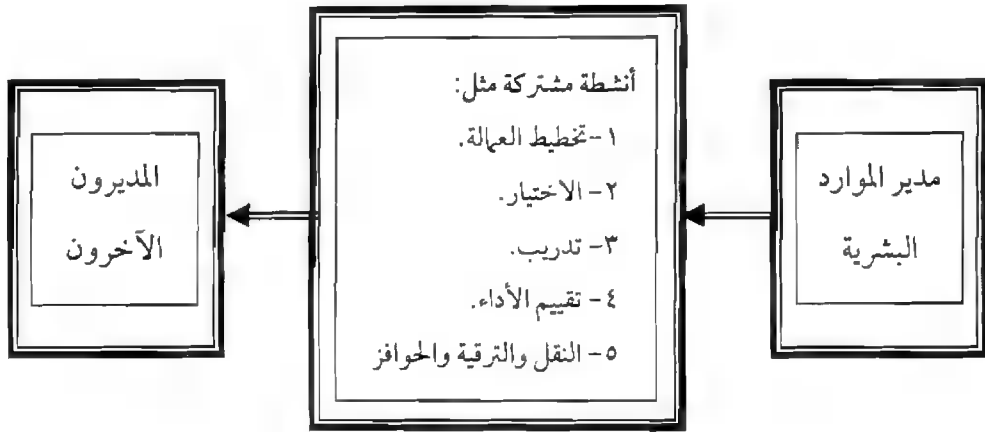 مدير الموارد
البشرية
أنشطة مشتركة مثل:
١- تخطيط العمالة.
٢- الاختيار.
٣- تدريب.
٤- تقييم الأداء.
٥- النقل والترقية والحوافز
المديرون
الآخرون